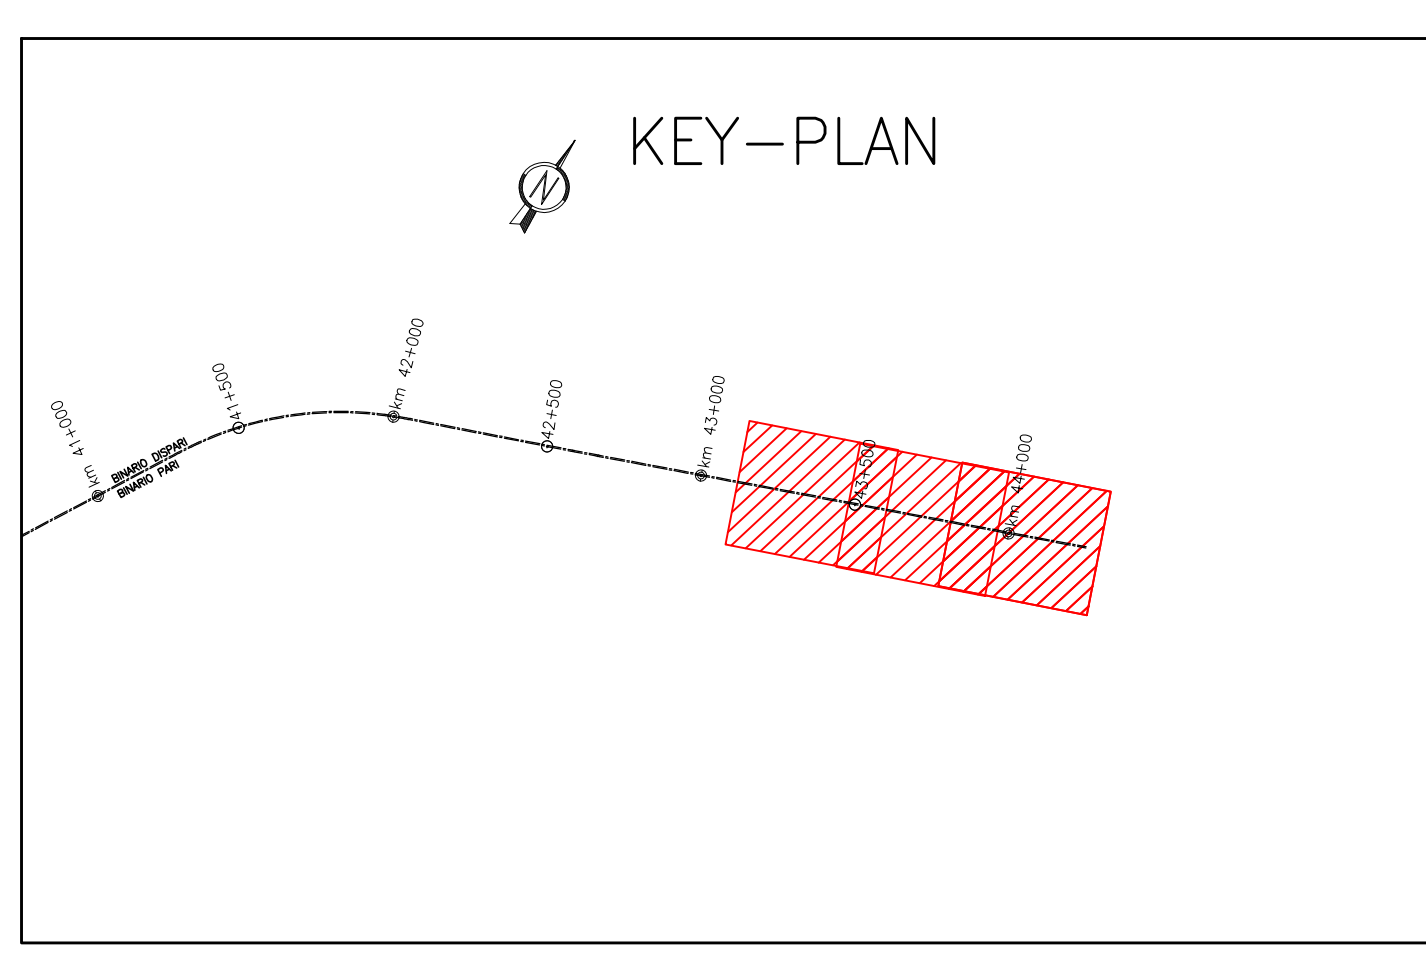 KEY-PLAN
N
km 41+000
BINARIO DISPARI
BINARIO PARI
41+500
km 42+000
42+500
km 43+000
43+500
km 44+000